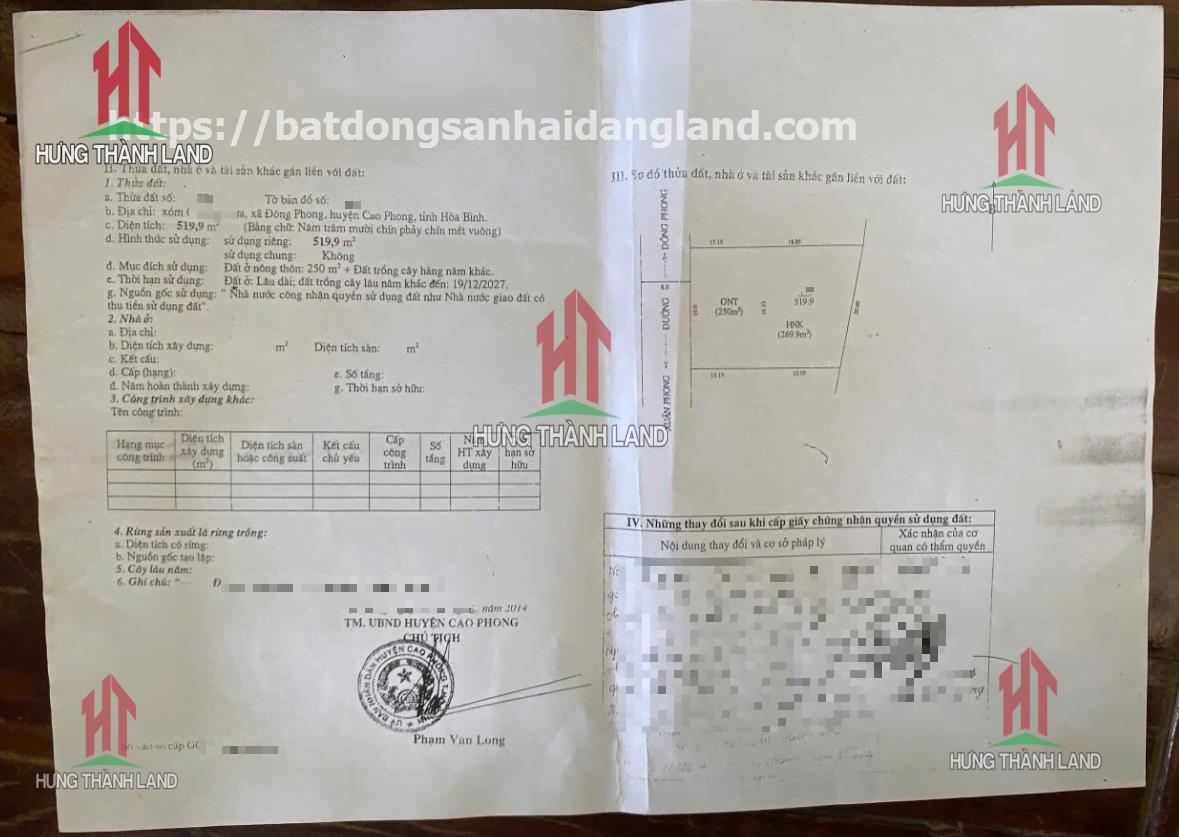 https://batdongsanhaidangland.com
HƯNG THÀNH LAND
HƯNG THÀNH LAND
II. Thửa đất, nhà ở và tài sản khác gắn liền với đất:
1. Thửa đất:
a. Thửa đất số: Tờ bản đồ số:
b. Địa chỉ: xóm xã Đông Phong, huyện Cao Phong, tỉnh Hòa Bình.
c. Diện tích: 519,9 m² (Bằng chữ: Năm trăm mười chín phẩy chín mét vuông)
d. Hình thức sử dụng: sử dụng riêng: 519,9 m²
sử dụng chung: Không
đ. Mục đích sử dụng: Đất ở nông thôn: 250 m² + Đất trồng cây hàng năm khác.
e. Thời hạn sử dụng: Đất ở: Lâu dài; đất trồng cây lâu năm khác đến: 19/12/2027.
g. Nguồn gốc sử dụng: " Nhà nước công nhận quyền sử dụng đất như Nhà nước giao đất có
thu tiền sử dụng đất".
2. Nhà ở:
a. Địa chỉ:
b. Diện tích xây dựng: m² Diện tích sàn: m²
c. Kết cấu:
d. Cấp (hạng): e. Số tầng:
đ. Năm hoàn thành xây dựng: g. Thời hạn sở hữu:
3. Công trình xây dựng khác:
Tên công trình:
HƯNG THÀNH LAND
Hạng mục công trình
Diện tích xây dựng (m²)
Diện tích sàn hoặc công suất
Kết cấu chủ yếu
Cấp công trình
Số tầng
HT xây dựng
hạn sở hữu
4. Rừng sản xuất là rừng trồng:
a. Diện tích có rừng:
b. Nguồn gốc tạo lập:
5. Cây lâu năm:
6. Ghi chú: "
năm 2014
TM. UBND HUYỆN CAO PHONG
CHỦ TỊCH
Phạm Văn Long
Số vào sổ cấp
HƯNG THÀNH LAND
III. Sơ đồ thửa đất, nhà ở và tài sản khác gắn liền với đất:
B
XUÂN PHONG ĐƯỜNG ĐÔNG PHONG
ONT
(250m²)
519.9
HNK
(269.9m²)
IV. Những thay đổi sau khi cấp giấy chứng nhận quyền sử dụng đất:
Nội dung thay đổi và cơ sở pháp lý
Xác nhận của cơ quan có thẩm quyền
HƯNG THÀNH LAND